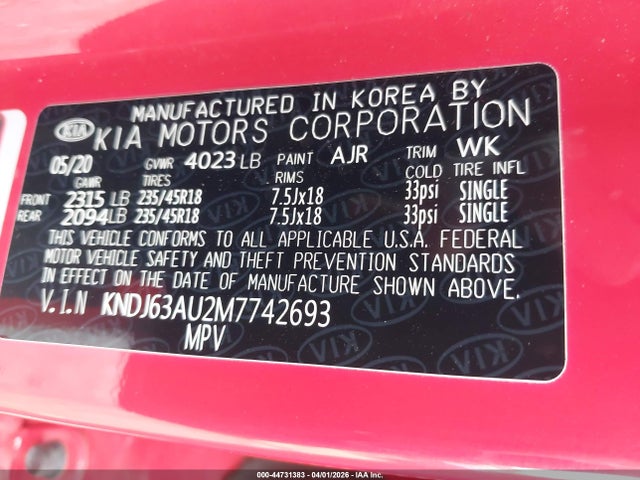 MANUFACTURED IN KOREA BY
KIA KIA MOTORS CORPORATION
05/20 GVWR 4023 LB PAINT AJR TRIM WK
GAWR TIRES RIMS COLD TIRE INFL
FRONT 2315 LB 235/45R18 7.5Jx18 33psi SINGLE
REAR 2094 LB 235/45R18 7.5Jx18 33psi SINGLE
THIS VEHICLE CONFORMS TO ALL APPLICABLE U.S.A. FEDERAL
MOTOR VEHICLE SAFETY AND THEFT PREVENTION STANDARDS
IN EFFECT ON THE DATE OF MANUFACTURE SHOWN ABOVE.
V.I.N KNDJ63AU2M7742693
MPV
000-44731383 | 04/01/2026 | IAA Inc.